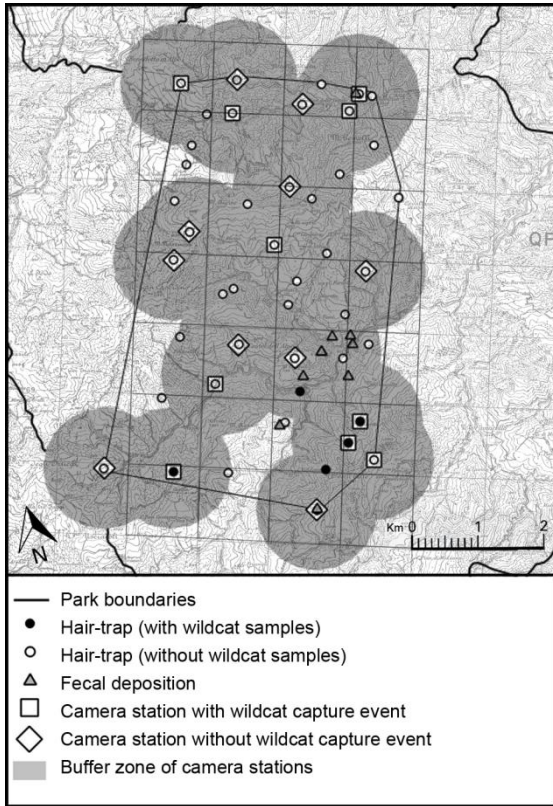 QF
Km 0 1 2
N
Park boundaries
Hair-trap (with wildcat samples)
Hair-trap (without wildcat samples)
Fecal deposition
Camera station with wildcat capture event
Camera station without wildcat capture event
Buffer zone of camera stations